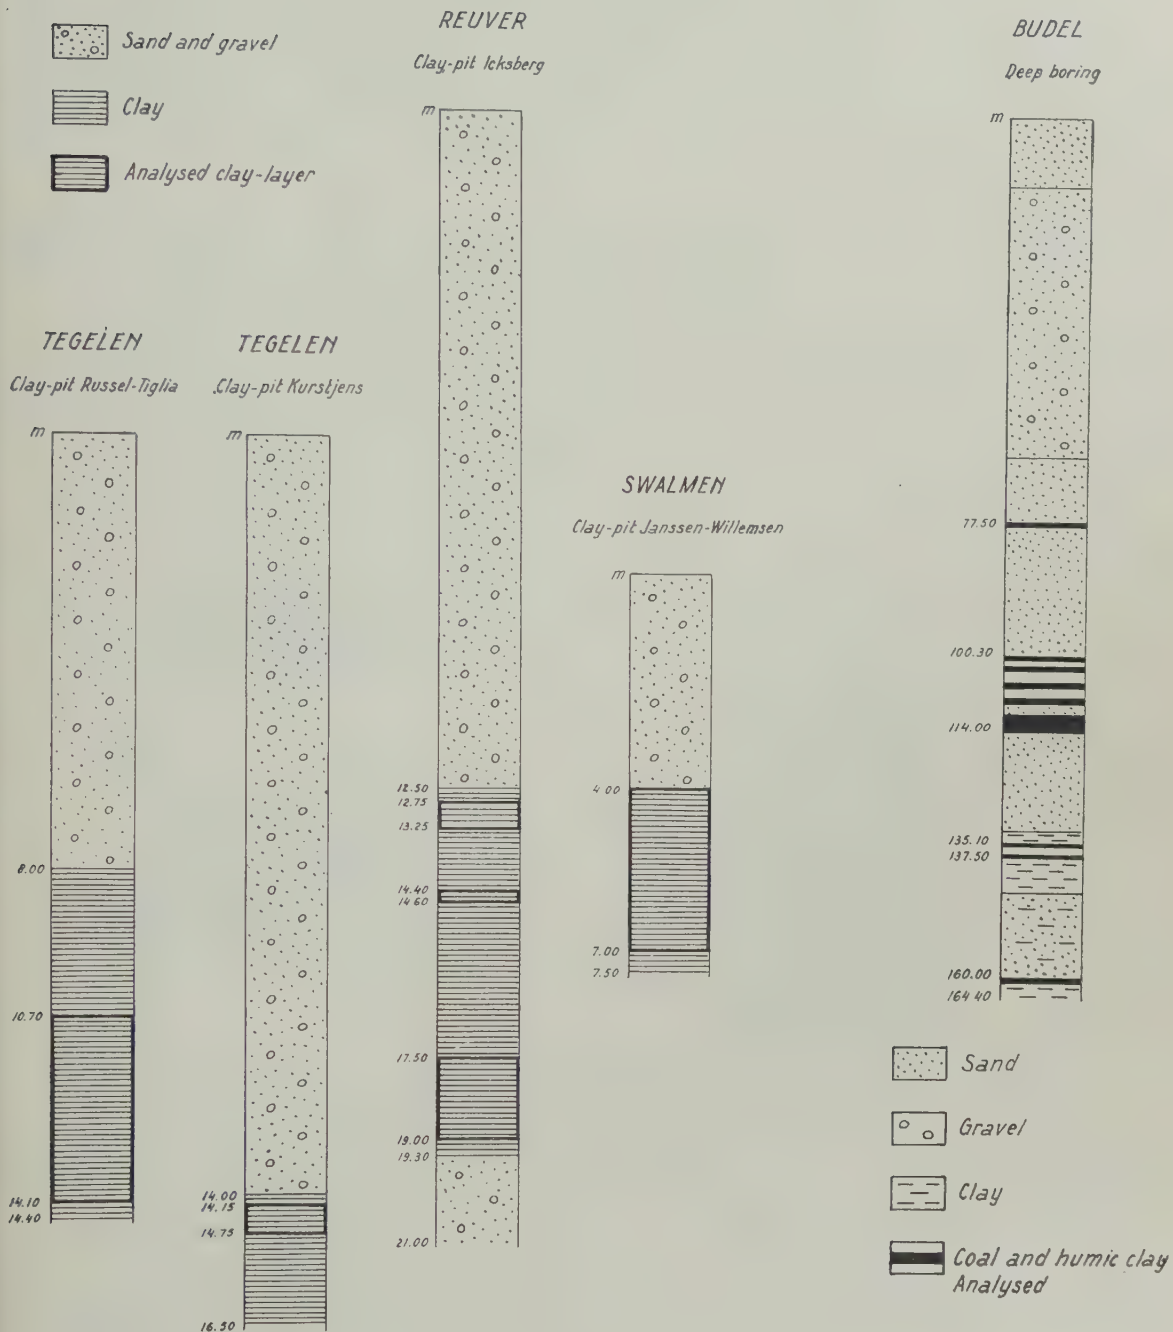 Sand and gravel
Clay
Analysed clay-layer
REUVER
Clay-pit Icksberg
m
12.50
12.75
13.25
14.40
14.60
17.50
19.00
19.30
21.00
BUDEL
Deep boring
m
77.50
100.30
114.00
135.10
137.50
160.00
164.40
TEGELEN
Clay-pit Russel-Tiglia
m
8.00
10.70
14.10
14.40
TEGELEN
Clay-pit Kurstjens
m
14.00
14.15
14.75
16.50
SWALMEN
Clay-pit Janssen-Willemsen
m
4.00
7.00
7.50
Sand
Gravel
Clay
Coal and humic clay
Analysed